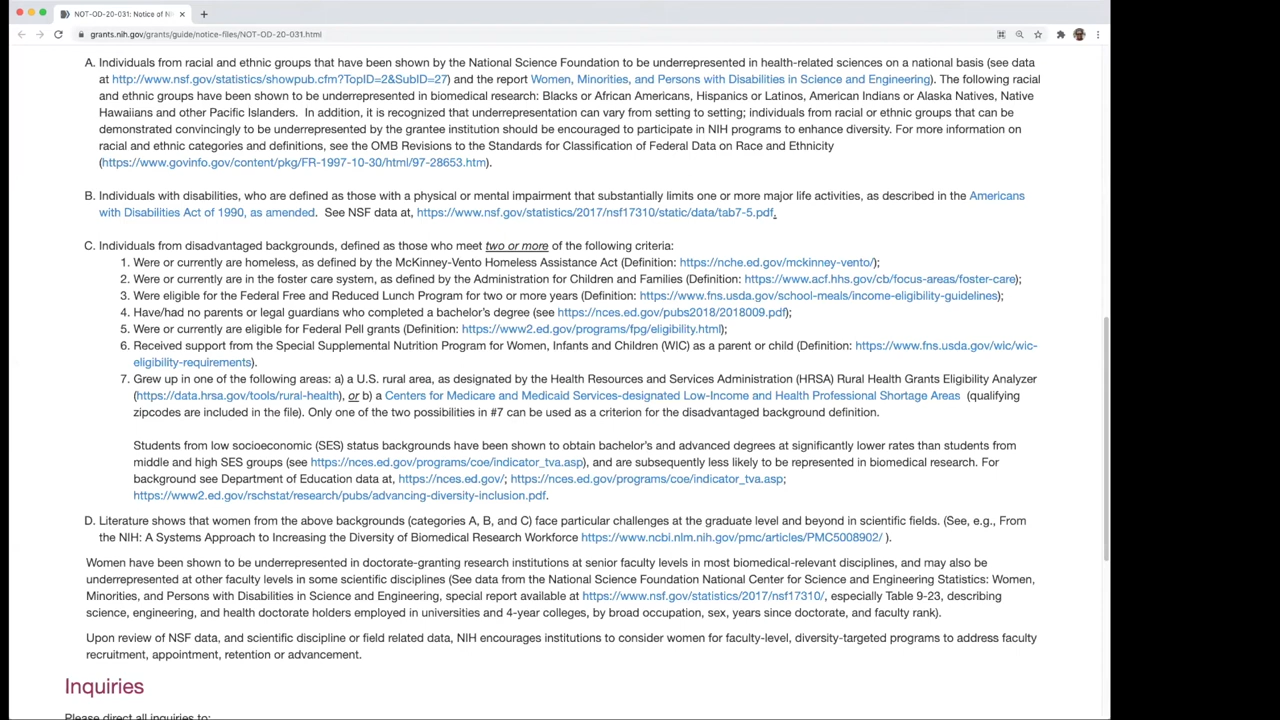 NOT-OD-20-031: Notice of NI
grants.nih.gov/grants/guide/notice-files/NOT-OD-20-031.html
A. Individuals from racial and ethnic groups that have been shown by the National Science Foundation to be underrepresented in health-related sciences on a national basis (see data
at http://www.nsf.gov/statistics/showpub.cfm?TopID=2&SubID=27) and the report Women, Minorities, and Persons with Disabilities in Science and Engineering). The following racial
and ethnic groups have been shown to be underrepresented in biomedical research: Blacks or African Americans, Hispanics or Latinos, American Indians or Alaska Natives, Native
Hawaiians and other Pacific Islanders. In addition, it is recognized that underrepresentation can vary from setting to setting; individuals from racial or ethnic groups that can be
demonstrated convincingly to be underrepresented by the grantee institution should be encouraged to participate in NIH programs to enhance diversity. For more information on
racial and ethnic categories and definitions, see the OMB Revisions to the Standards for Classification of Federal Data on Race and Ethnicity
(https://www.govinfo.gov/content/pkg/FR-1997-10-30/html/97-28653.htm).
B. Individuals with disabilities, who are defined as those with a physical or mental impairment that substantially limits one or more major life activities, as described in the Americans
with Disabilities Act of 1990, as amended. See NSF data at, https://www.nsf.gov/statistics/2017/nsf17310/static/data/tab7-5.pdf.
C. Individuals from disadvantaged backgrounds, defined as those who meet two or more of the following criteria:
1. Were or currently are homeless, as defined by the McKinney-Vento Homeless Assistance Act (Definition: https://nche.ed.gov/mckinney-vento/);
2. Were or currently are in the foster care system, as defined by the Administration for Children and Families (Definition: https://www.acf.hhs.gov/cb/focus-areas/foster-care);
3. Were eligible for the Federal Free and Reduced Lunch Program for two or more years (Definition: https://www.fns.usda.gov/school-meals/income-eligibility-guidelines);
4. Have/had no parents or legal guardians who completed a bachelor's degree (see https://nces.ed.gov/pubs2018/2018009.pdf);
5. Were or currently are eligible for Federal Pell grants (Definition: https://www2.ed.gov/programs/fpg/eligibility.html);
6. Received support from the Special Supplemental Nutrition Program for Women, Infants and Children (WIC) as a parent or child (Definition: https://www.fns.usda.gov/wic/wic-
eligibility-requirements).
7. Grew up in one of the following areas: a) a U.S. rural area, as designated by the Health Resources and Services Administration (HRSA) Rural Health Grants Eligibility Analyzer
(https://data.hrsa.gov/tools/rural-health), or b) a Centers for Medicare and Medicaid Services-designated Low-Income and Health Professional Shortage Areas (qualifying
zipcodes are included in the file). Only one of the two possibilities in #7 can be used as a criterion for the disadvantaged background definition.
Students from low socioeconomic (SES) status backgrounds have been shown to obtain bachelor's and advanced degrees at significantly lower rates than students from
middle and high SES groups (see https://nces.ed.gov/programs/coe/indicator_tva.asp), and are subsequently less likely to be represented in biomedical research. For
background see Department of Education data at, https://nces.ed.gov/; https://nces.ed.gov/programs/coe/indicator_tva.asp;
https://www2.ed.gov/rschstat/research/pubs/advancing-diversity-inclusion.pdf.
D. Literature shows that women from the above backgrounds (categories A, B, and C) face particular challenges at the graduate level and beyond in scientific fields. (See, e.g., From
the NIH: A Systems Approach to Increasing the Diversity of Biomedical Research Workforce https://www.ncbi.nlm.nih.gov/pmc/articles/PMC5008902/ ).
Women have been shown to be underrepresented in doctorate-granting research institutions at senior faculty levels in most biomedical-relevant disciplines, and may also be
underrepresented at other faculty levels in some scientific disciplines (See data from the National Science Foundation National Center for Science and Engineering Statistics: Women,
Minorities, and Persons with Disabilities in Science and Engineering, special report available at https://www.nsf.gov/statistics/2017/nsf17310/, especially Table 9-23, describing
science, engineering, and health doctorate holders employed in universities and 4-year colleges, by broad occupation, sex, years since doctorate, and faculty rank).
Upon review of NSF data, and scientific discipline or field related data, NIH encourages institutions to consider women for faculty-level, diversity-targeted programs to address faculty
recruitment, appointment, retention or advancement.
Inquiries
Please direct all inquiries to: